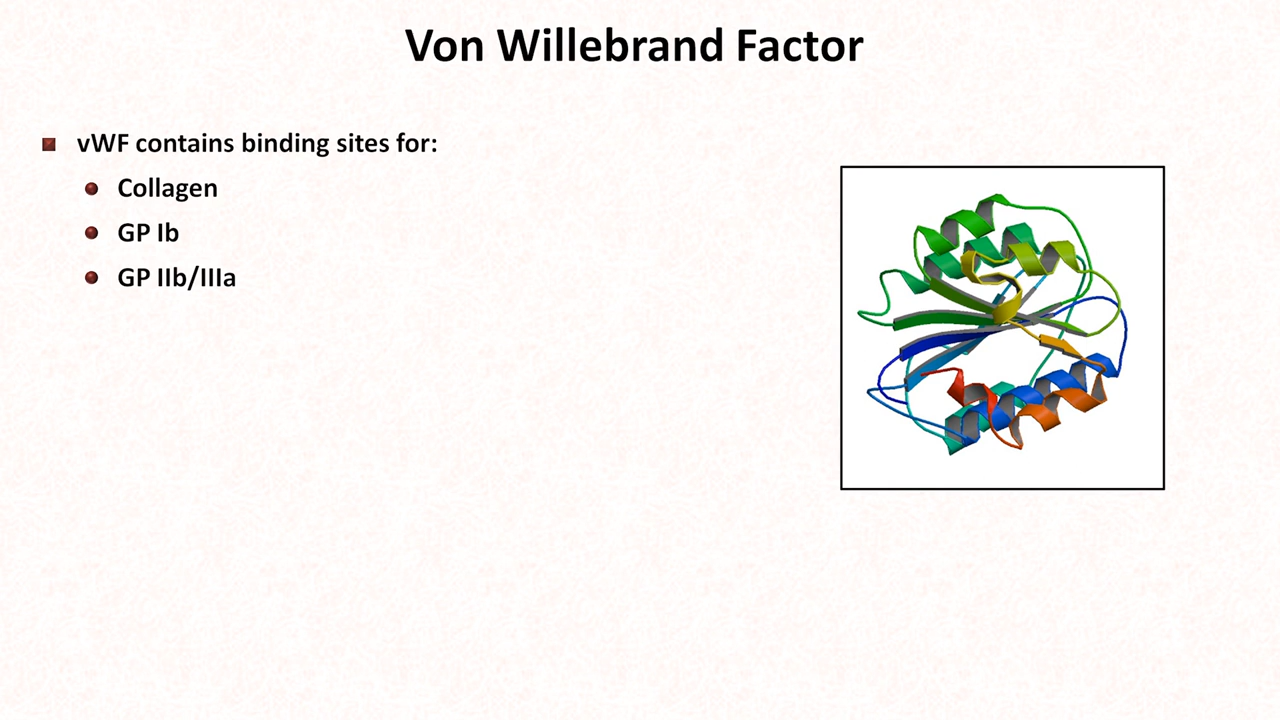 Von Willebrand Factor
vWF contains binding sites for:
Collagen
GP Ib
GP IIb/IIIa